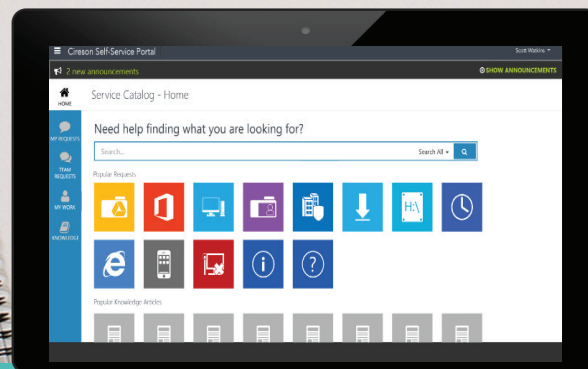 Cireson Self-Service Portal
Scott Watkins
2 new announcements
SHOW ANNOUNCEMENTS
HOME
Service Catalog - Home
MY REQUESTS
TEAM
REQUESTS
MY WORK
KNOWLEDGE
Need help finding what you are looking for?
Search...
Search All
Popular Requests
H:\
Popular Knowledge Articles